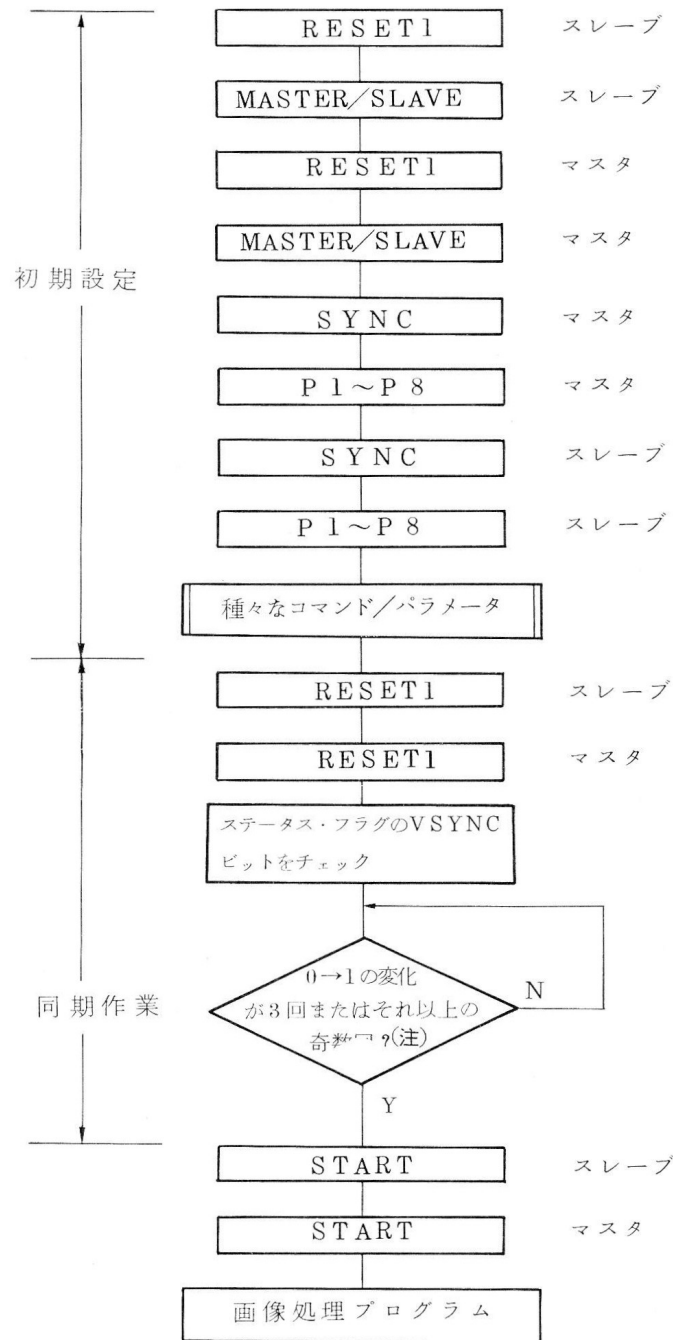 RESET1 スレーブ
MASTER/SLAVE スレーブ
RESET1 マスタ
MASTER/SLAVE マスタ
初期設定
SYNC マスタ
P1～P8 マスタ
SYNC スレーブ
P1～P8 スレーブ
種々なコマンド/パラメータ
RESET1 スレーブ
RESET1 マスタ
ステータス・フラグのVSYNC
ビットをチェック
0→1の変化
N
同期作業
が3回またはそれ以上の
奇数 ?(注)
Y
START スレーブ
START マスタ
画像処理プログラム